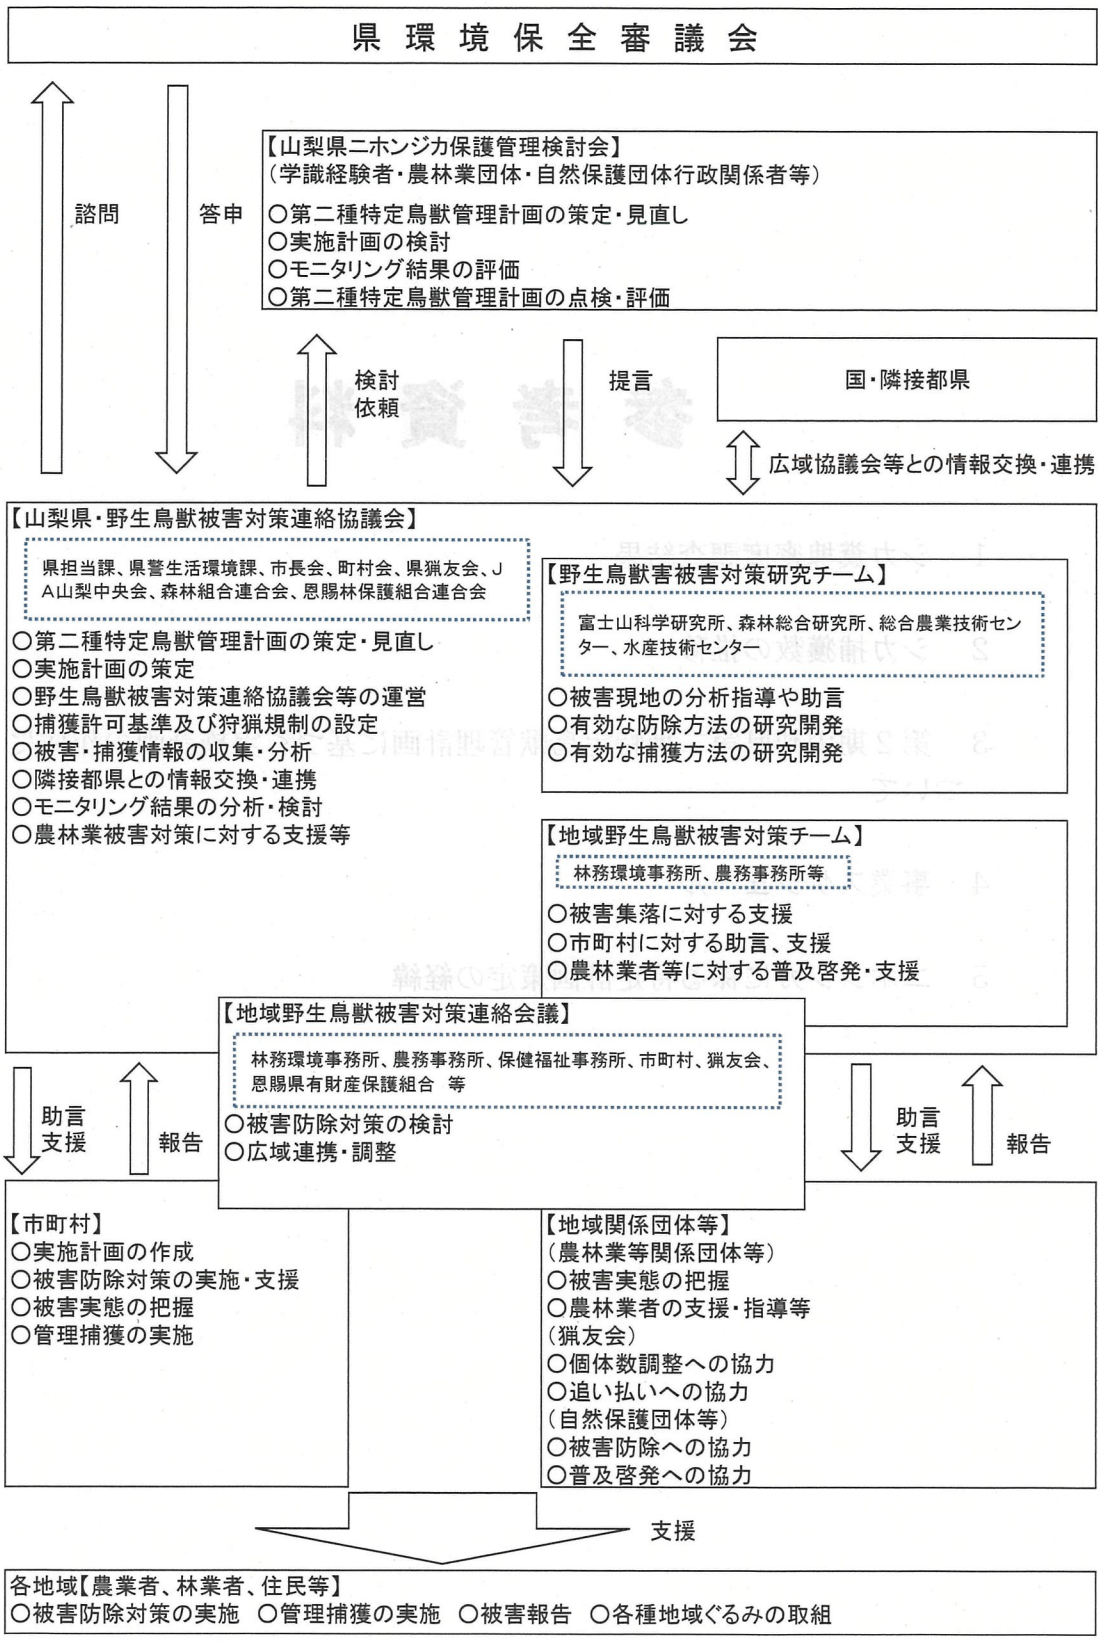 県環境保全審議会
諮問
答申
【山梨県ニホンジカ保護管理検討会】
(学識経験者・農林業団体・自然保護団体行政関係者等)
○第二種特定鳥獣管理計画の策定・見直し
○実施計画の検討
○モニタリング結果の評価
○第二種特定鳥獣管理計画の点検・評価
検討
依頼
提言
国・隣接都県
広域協議会等との情報交換・連携
【山梨県・野生鳥獣被害対策連絡協議会】
県担当課、県警生活環境課、市長会、町村会、県猟友会、J
A山梨中央会、森林組合連合会、恩賜林保護組合連合会
○第二種特定鳥獣管理計画の策定・見直し
○実施計画の策定
○野生鳥獣被害対策連絡協議会等の運営
○捕獲許可基準及び狩猟規制の設定
○被害・捕獲情報の収集・分析
○隣接都県との情報交換・連携
○モニタリング結果の分析・検討
○農林業被害対策に対する支援等
【野生鳥獣害被害対策研究チーム】
富士山科学研究所、森林総合研究所、総合農業技術セン
ター、水産技術センター
○被害現地の分析指導や助言
○有効な防除方法の研究開発
○有効な捕獲方法の研究開発
【地域野生鳥獣被害対策チーム】
林務環境事務所、農務事務所等
○被害集落に対する支援
○市町村に対する助言、支援
○農林業者等に対する普及啓発・支援
【地域野生鳥獣被害対策連絡会議】
林務環境事務所、農務事務所、保健福祉事務所、市町村、猟友会、
恩賜県有財産保護組合 等
○被害防除対策の検討
○広域連携・調整
助言
支援
報告
助言
支援
報告
【市町村】
○実施計画の作成
○被害防除対策の実施・支援
○被害実態の把握
○管理捕獲の実施
【地域関係団体等】
(農林業等関係団体等)
○被害実態の把握
○農林業者の支援・指導等
(猟友会)
○個体数調整への協力
○追い払いへの協力
(自然保護団体等)
○被害防除への協力
○普及啓発への協力
支援
各地域【農業者、林業者、住民等】
○被害防除対策の実施 ○管理捕獲の実施 ○被害報告 ○各種地域ぐるみの取組